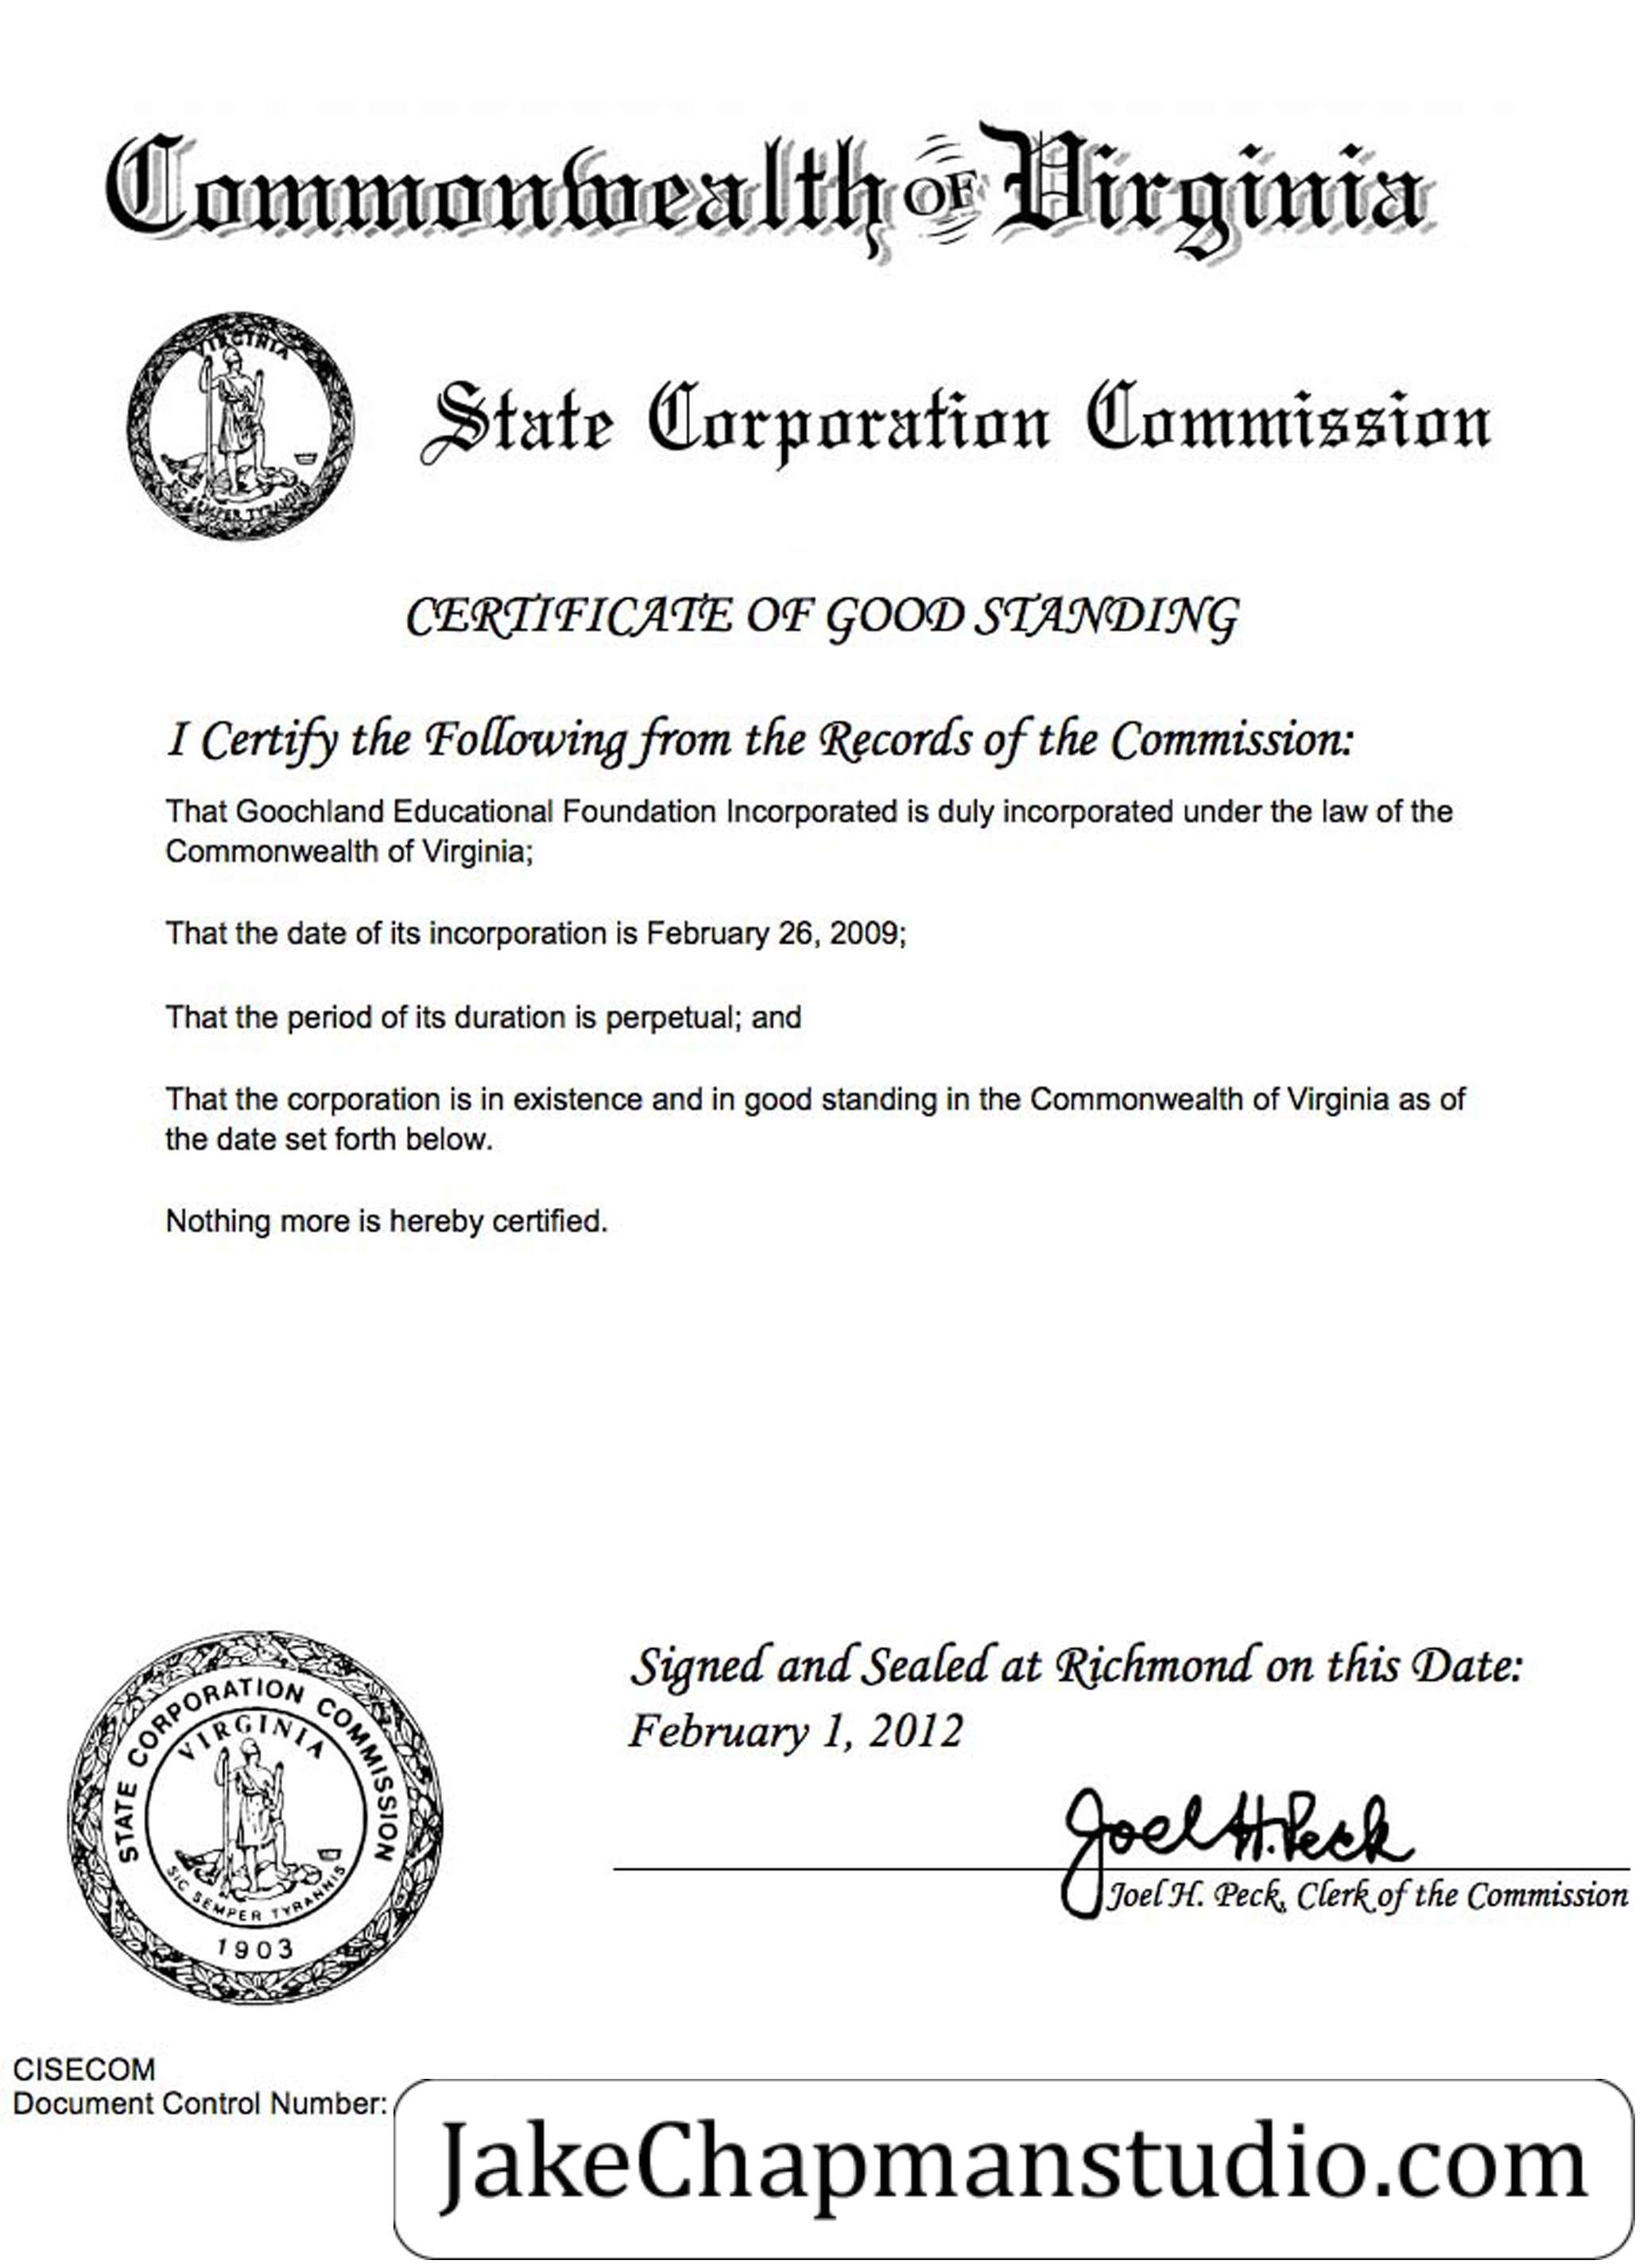 Commonwealth OF Virginia
VIRGINIA
SIC SEMPER TYRANNIS
State Corporation Commission
CERTIFICATE OF GOOD STANDING
I Certify the Following from the Records of the Commission:
That Goochland Educational Foundation Incorporated is duly incorporated under the law of the
Commonwealth of Virginia;
That the date of its incorporation is February 26, 2009;
That the period of its duration is perpetual; and
That the corporation is in existence and in good standing in the Commonwealth of Virginia as of
the date set forth below.
Nothing more is hereby certified.
STATE CORPORATION COMMISSION
VIRGINIA
SIC SEMPER TYRANNIS
1903
Signed and Sealed at Richmond on this Date:
February 1, 2012
Joel H. Peck
Joel H. Peck, Clerk of the Commission
CISECOM
Document Control Number:
JakeChapmanstudio.com